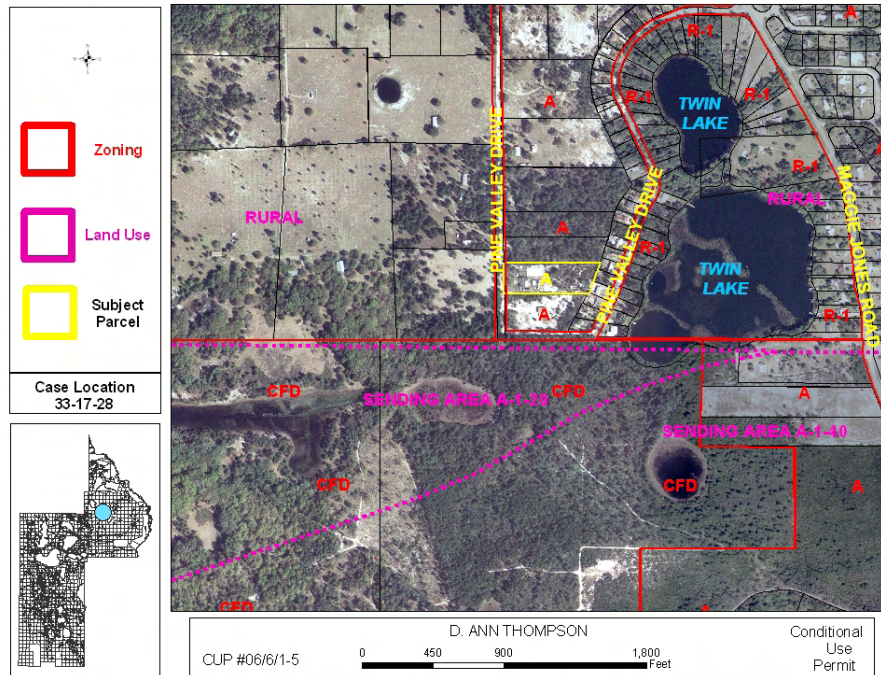 Zoning
Land Use
Subject
Parcel
Case Location
33-17-28
A
R-1
R-1
R-1
TWIN
LAKE
A
A
R-1
PINE VALLEY DRIVE
PINE VALLEY DRIVE
MAGGIE JONES ROAD
RURAL
RURAL
A
R-1
TWIN
LAKE
A
A
R-1
CFD
SENDING AREA A-1-20
CFD
A
SENDING AREA A-1-40
CFD
CFD
A
CFD
D. ANN THOMPSON
CUP #06/6/1-5
0 450 900 1,800
Feet
Conditional
Use
Permit